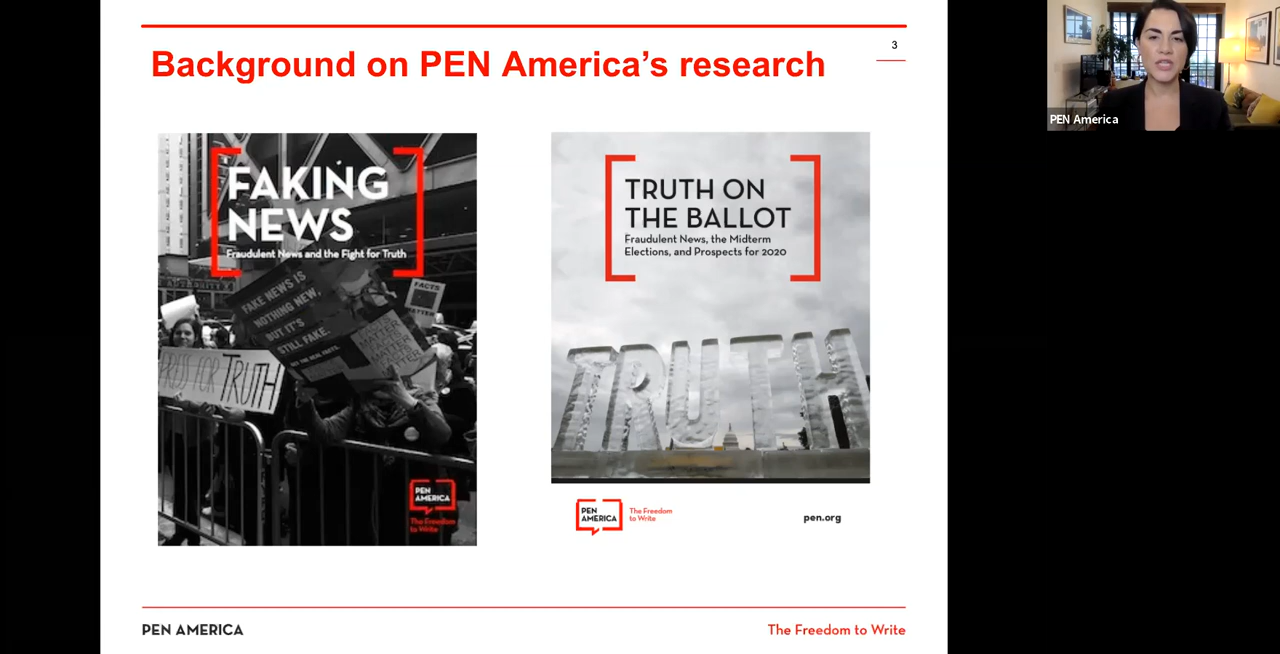 3
Background on PEN America's research
FAKING
NEWS
Fraudulent News and the Fight for Truth
AUTHORITY
FAKE NEWS IS
NOTHING NEW,
BUT IT'S
STILL FAKE.
FACTS
MATTER
PRESS FOR TRUTH
PEN
AMERICA
The Freedom
to Write
TRUTH ON
THE BALLOT
Fraudulent News, the Midterm
Elections, and Prospects for 2020
TRUTH
PEN
AMERICA
The Freedom
to Write
pen.org
PEN AMERICA
The Freedom to Write
PEN America